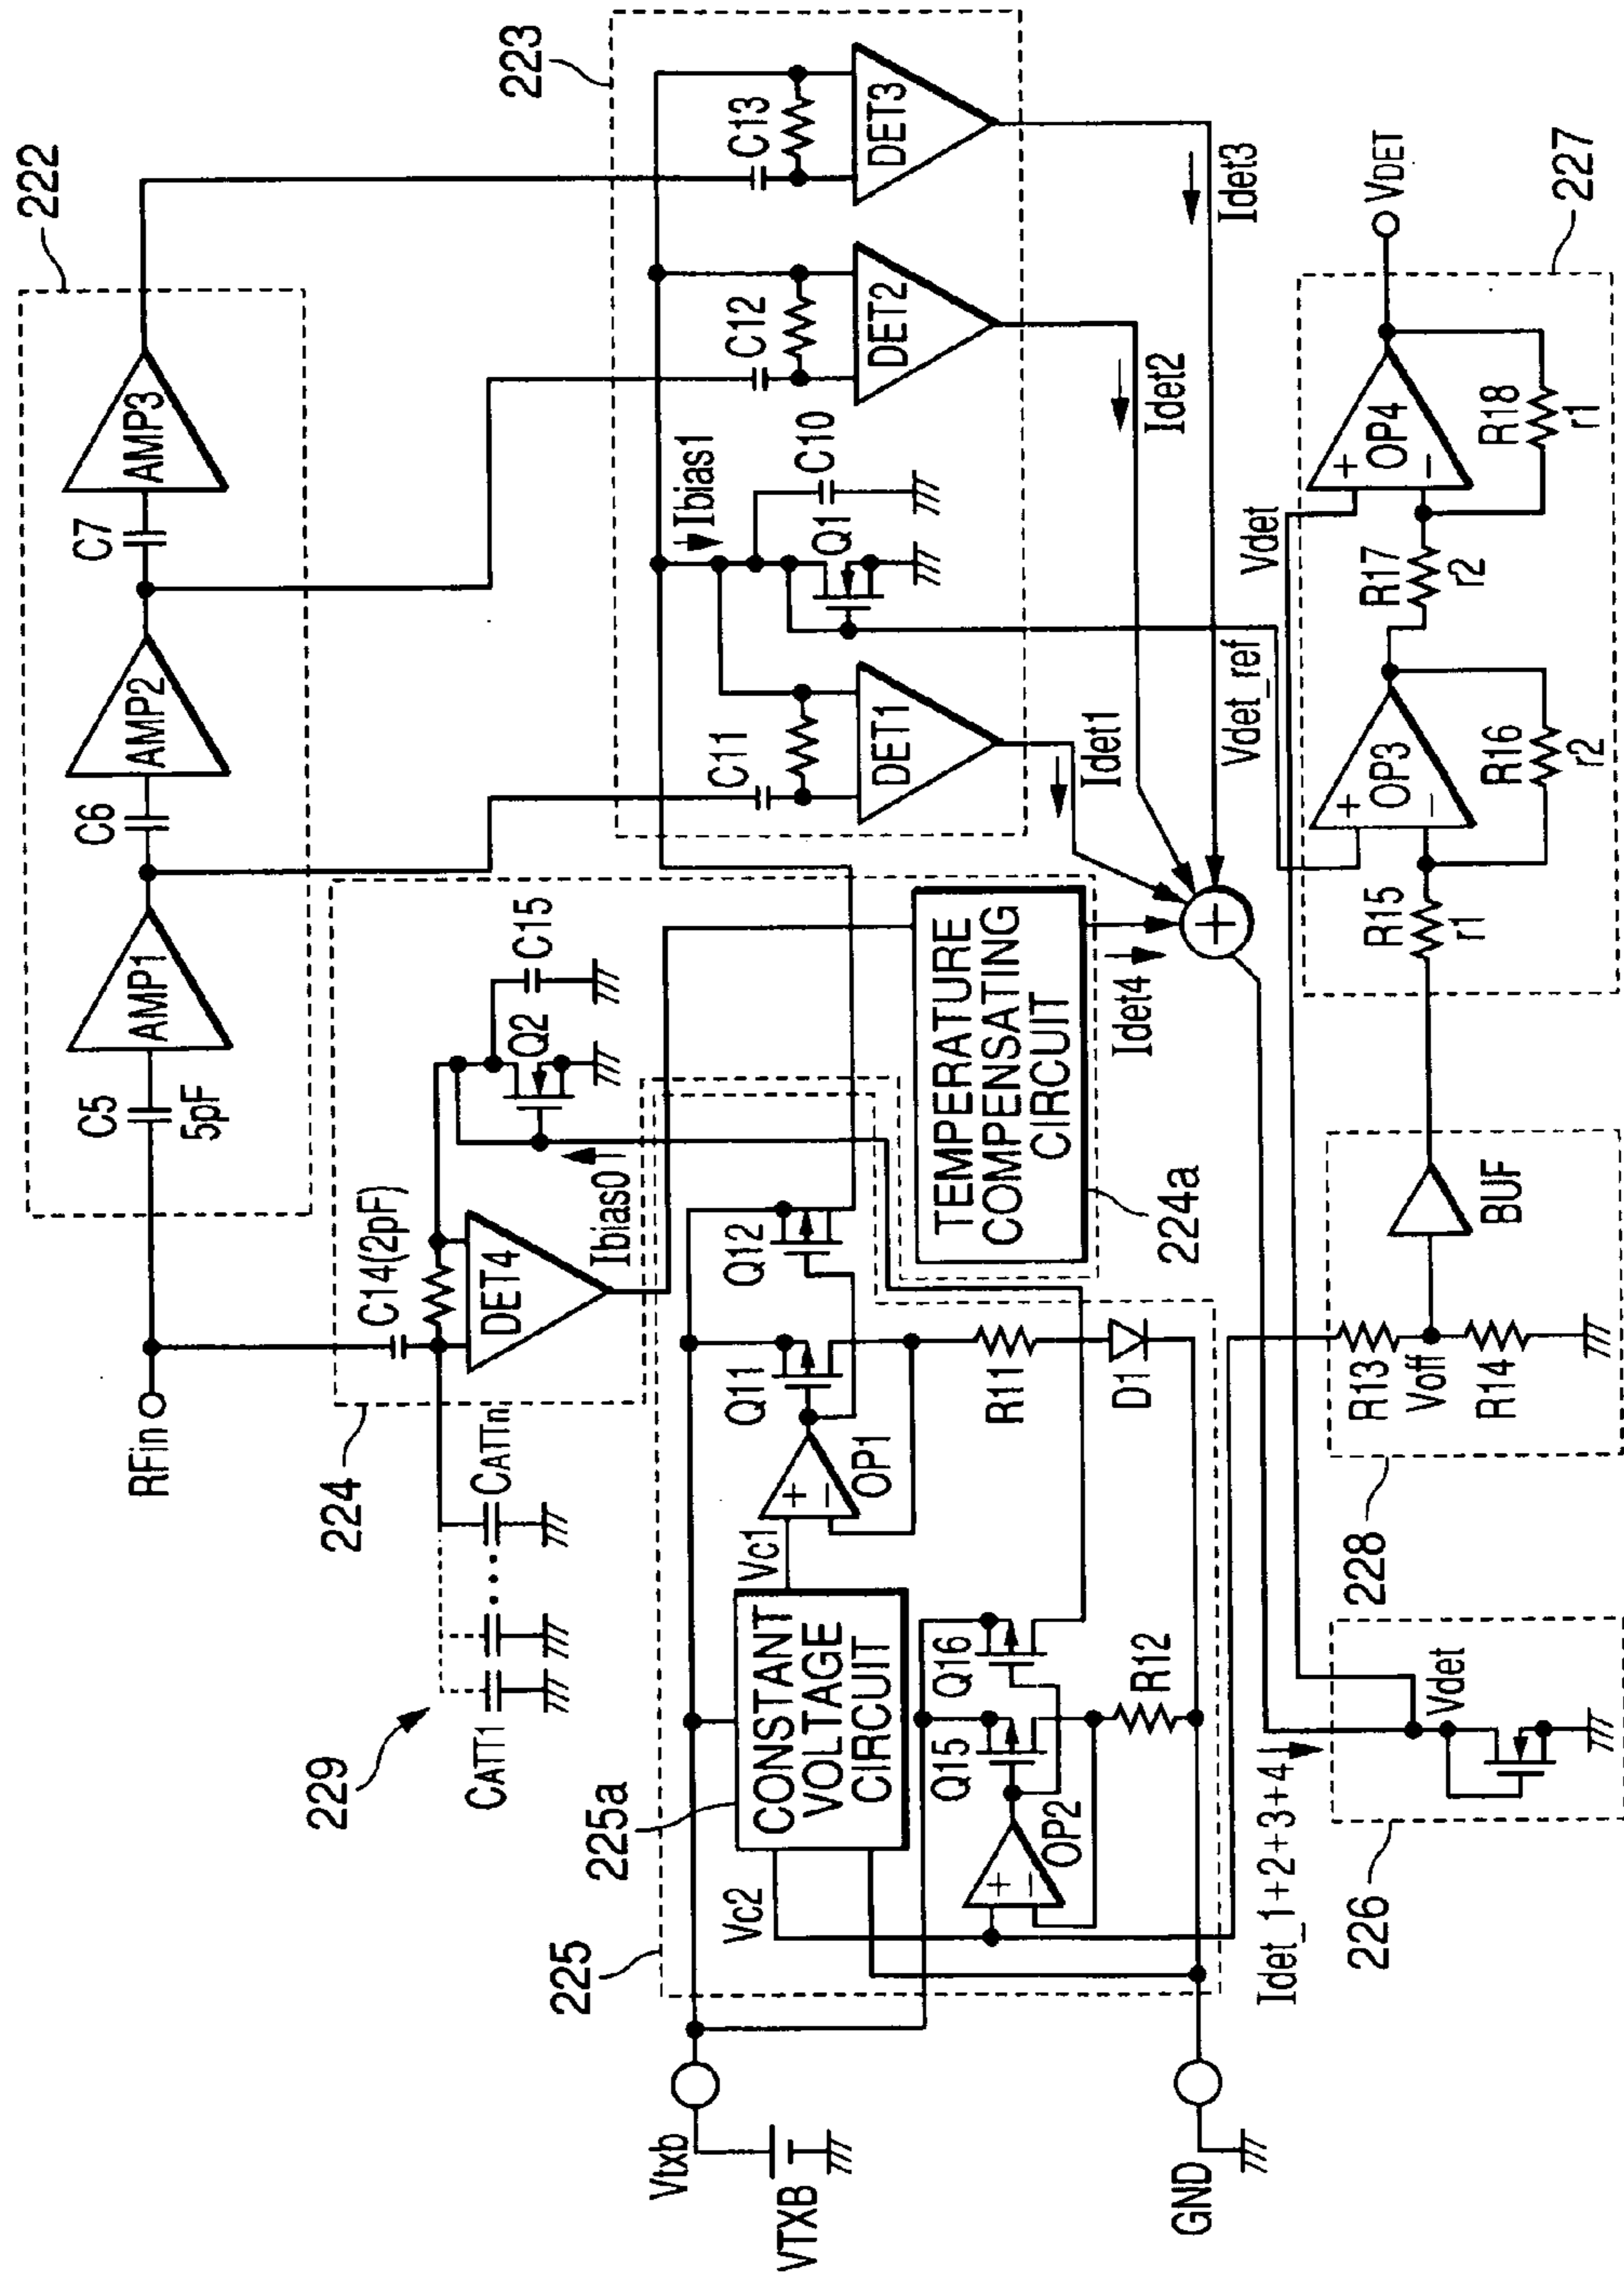 222
C5
5pF
AMP1
C6
AMP2
C7
AMP3
RFin
224
C14(2pF)
DET4
Q2
C15
Ibias0
229
CATT1
CATTn
TEMPERATURE
COMPENSATING
CIRCUIT
224a
Idet4
223
C11
DET1
Ibias1
Q1
C10
C12
DET2
C13
DET3
Idet1
Idet2
Idet3
225
225a
CONSTANT
VOLTAGE
CIRCUIT
Vc1
Vc2
+
−
OP1
Q11
Q12
R11
D1
+
−
OP2
Q15
Q16
R12
Vtxb
VTXB
GND
+
Idet_1+2+3+4
226
Vdet
228
R13
Voff
R14
BUF
Vdet_ref
Vdet
R15
r1
+
−
OP3
R16
r2
R17
r2
+
−
OP4
R18
r1
VDET
227